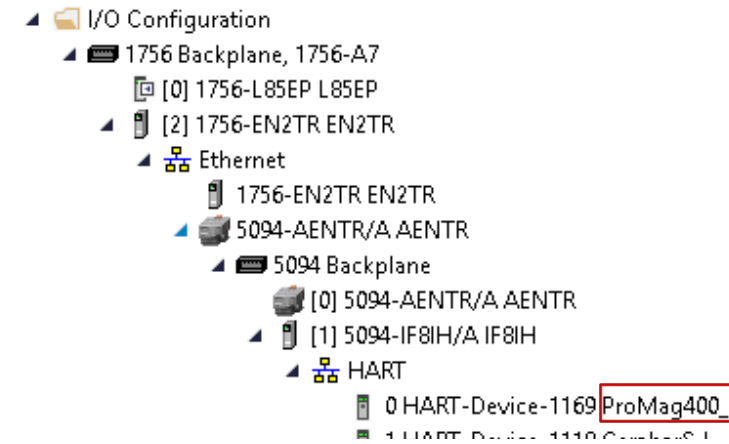 I/O Configuration
1756 Backplane, 1756-A7
[0] 1756-L85EP L85EP
[2] 1756-EN2TR EN2TR
Ethernet
1756-EN2TR EN2TR
5094-AENTR/A AENTR
5094 Backplane
[0] 5094-AENTR/A AENTR
[1] 5094-IF8IH/A IF8IH
HART
0 HART-Device-1169 ProMag400_